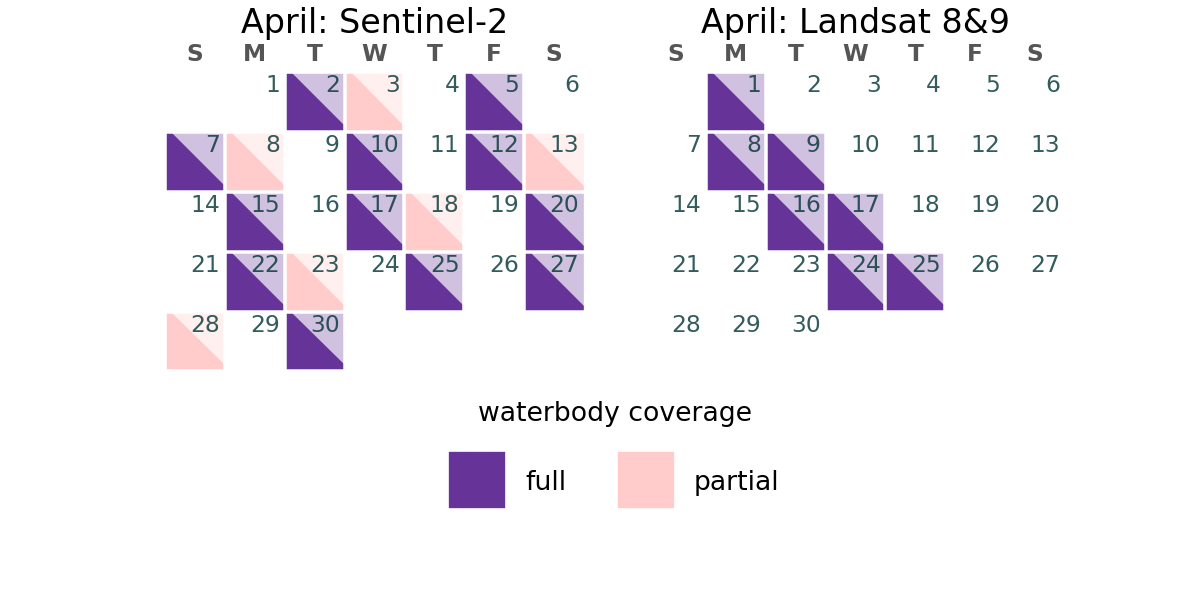 April: Sentinel-2
S M T W T F S
1 2 3 4 5 6
7 8 9 10 11 12 13
14 15 16 17 18 19 20
21 22 23 24 25 26 27
28 29 30
April: Landsat 8&9
S M T W T F S
1 2 3 4 5 6
7 8 9 10 11 12 13
14 15 16 17 18 19 20
21 22 23 24 25 26 27
28 29 30
waterbody coverage
full partial